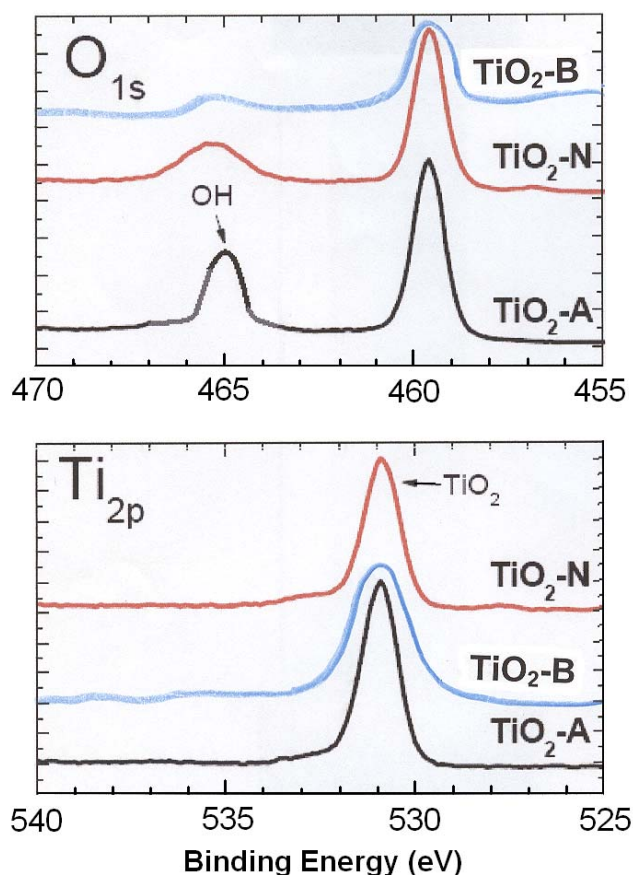 O1s
TiO2-B
TiO2-N
OH
TiO2-A
470 465 460 455
Ti2p
TiO2
TiO2-N
TiO2-B
TiO2-A
540 535 530 525
Binding Energy (eV)